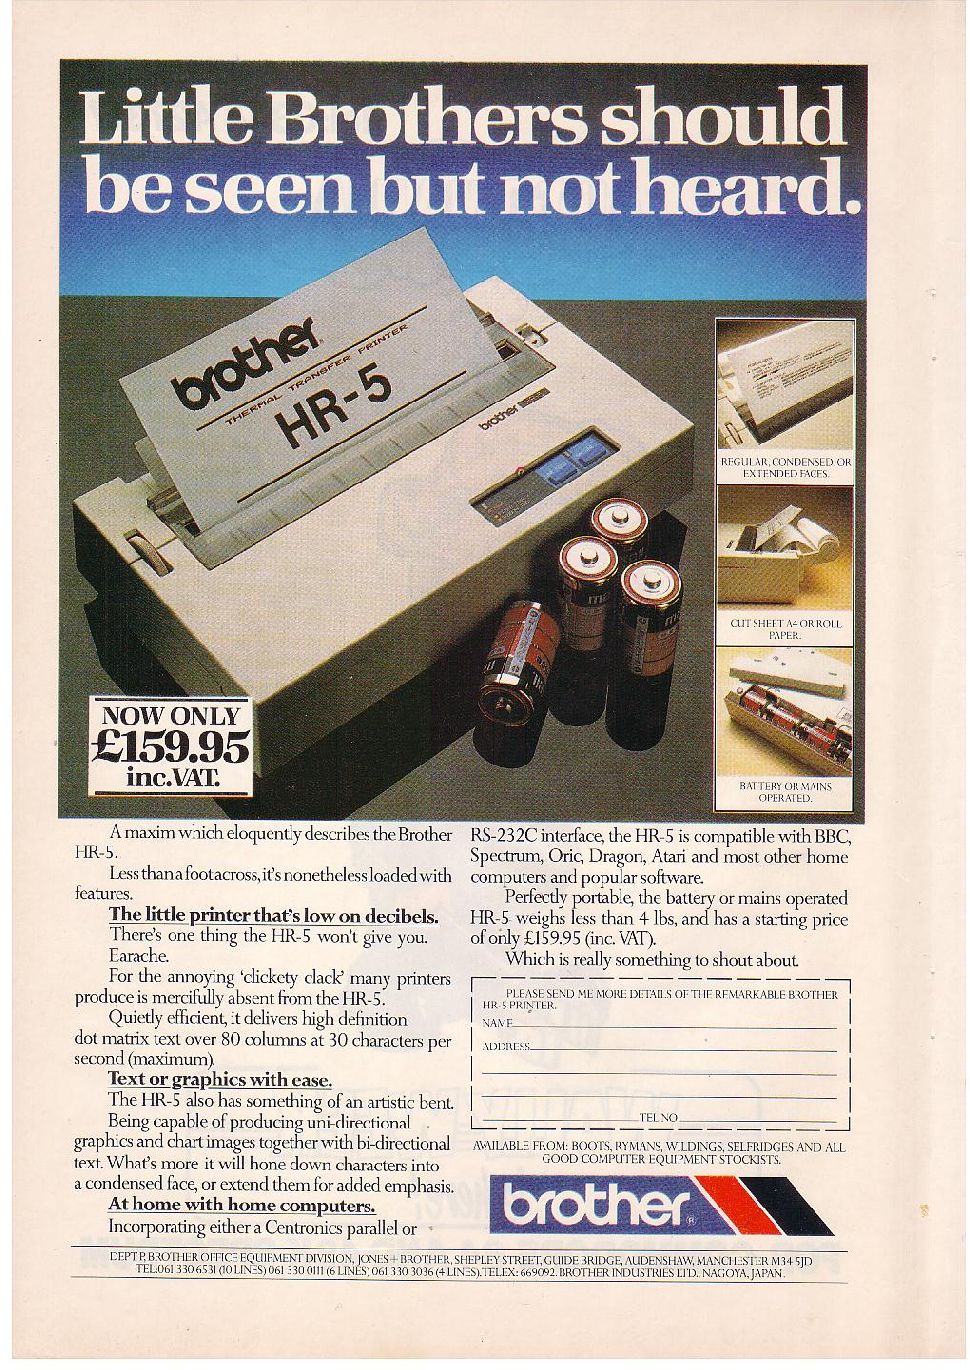 Little Brothers should
be seen but not heard.
brother
THERMAL TRANSFER PRINTER
HR-5
brother
REGULAR, CONDENSED OR
EXTENDED FACES.
CUT SHEET A4 OR ROLL
PAPER.
BATTERY OR MAINS
OPERATED.
NOW ONLY
£159.95
inc.VAT.
A maxim which eloquently describes the Brother
HR-5.
Less than a foot across, it's nonetheless loaded with
features.
The little printer that's low on decibels.
There's one thing the HR-5 won't give you.
Earache.
For the annoying 'clickety clack' many printers
produce is mercifully absent from the HR-5.
Quietly efficient, it delivers high definition
dot matrix text over 80 columns at 30 characters per
second (maximum).
Text or graphics with ease.
The HR-5 also has something of an artistic bent.
Being capable of producing uni-directional
graphics and chart images together with bi-directional
text. What's more it will hone down characters into
a condensed face, or extend them for added emphasis.
At home with home computers.
Incorporating either a Centronics parallel or
RS-232C interface, the HR-5 is compatible with BBC,
Spectrum, Oric, Dragon, Atari and most other home
computers and popular software.
Perfectly portable, the battery or mains operated
HR-5 weighs less than 4 lbs, and has a starting price
of only £159.95 (inc. VAT).
Which is really something to shout about.
PLEASE SEND ME MORE DETAILS OF THE REMARKABLE BROTHER
HR-5 PRINTER.
NAME
ADDRESS
TEL NO
AVAILABLE FROM: BOOTS, RYMANS, WILDINGS, SELFRIDGES AND ALL
GOOD COMPUTER EQUIPMENT STOCKISTS.
brother
DEPT P, BROTHER OFFICE EQUIPMENT DIVISION, JONES + BROTHER, SHEPLEY STREET, GUIDE BRIDGE, AUDENSHAW, MANCHESTER M34 5JD
TEL:061 330 6531 (10 LINES) 061 330 0111 (6 LINES) 061 330 3036 (4 LINES). TELEX: 669092. BROTHER INDUSTRIES LTD., NAGOYA, JAPAN.